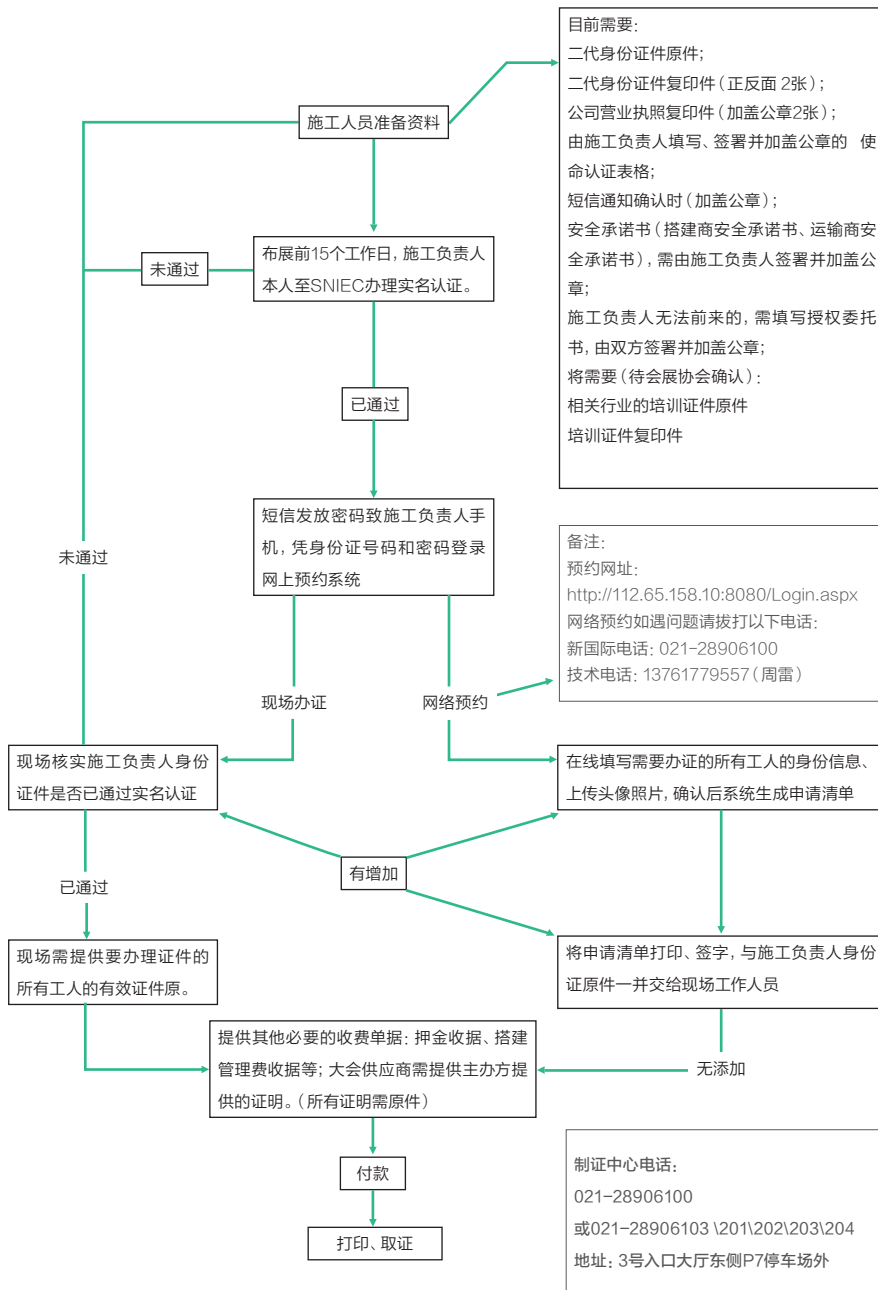 目前需要：
二代身份证件原件；
二代身份证件复印件（正反面 2张）；
公司营业执照复印件（加盖公章2张）；
由施工负责人填写、签署并加盖公章的 使
命认证表格；
短信通知确认时（加盖公章）；
安全承诺书（搭建商安全承诺书、运输商安
全承诺书），需由施工负责人签署并加盖公
章；
施工负责人无法前来的，需填写授权委托
书，由双方签署并加盖公章；
将需要（待会展协会确认）：
相关行业的培训证件原件
培训证件复印件
施工人员准备资料
未通过
布展前15个工作日，施工负责人
本人至SNIEC办理实名认证。
已通过
短信发放密码致施工负责人手
机，凭身份证号码和密码登录
网上预约系统
未通过
备注：
预约网址：
http://112.65.158.10:8080/Login.aspx
网络预约如遇问题请拔打以下电话：
新国际电话：021-28906100
技术电话：13761779557（周雷）
现场办证
网络预约
现场核实施工负责人身份
证件是否已通过实名认证
在线填写需要办证的所有工人的身份信息、
上传头像照片，确认后系统生成申请清单
有增加
已通过
现场需提供要办理证件的
所有工人的有效证件原。
将申请清单打印、签字，与施工负责人身份
证原件一并交给现场工作人员
提供其他必要的收费单据：押金收据、搭建
管理费收据等；大会供应商需提供主办方提
供的证明。（所有证明需原件）
无添加
付款
打印、取证
制证中心电话：
021-28906100
或021-28906103 \201\202\203\204
地址：3号入口大厅东侧P7停车场外